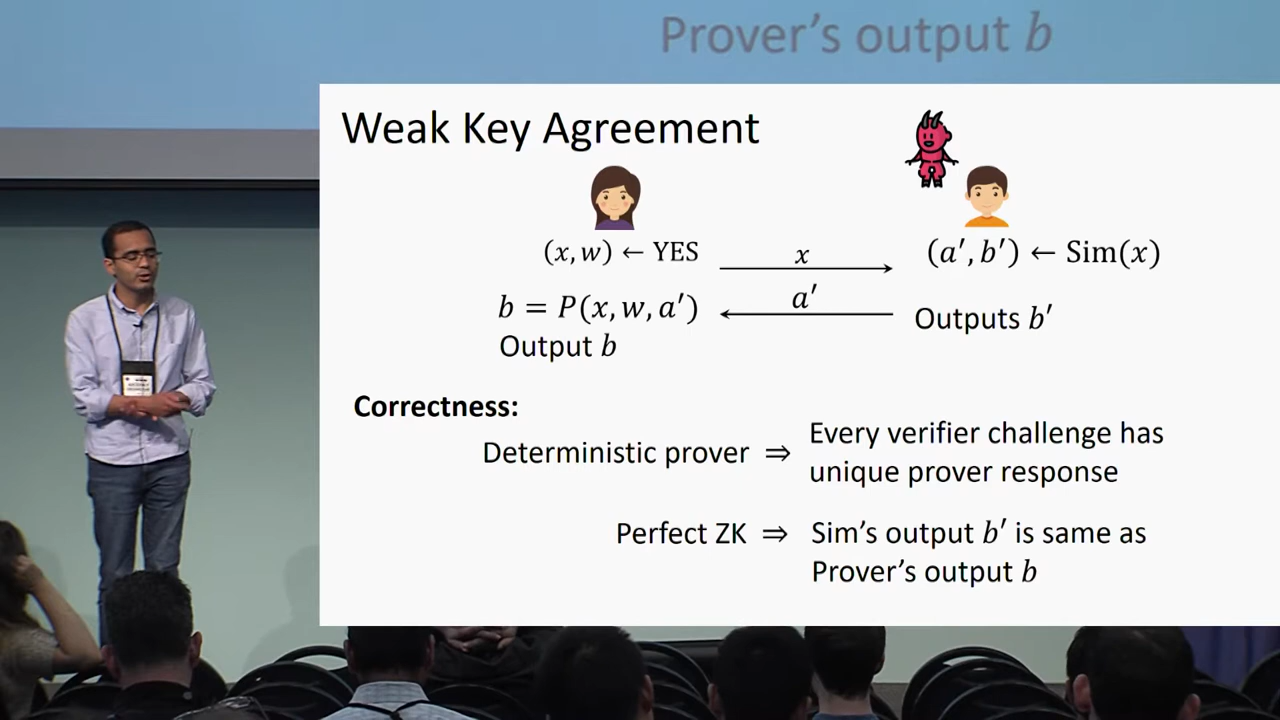 Prover's output b
Weak Key Agreement
(x, w) ← YES
x
(a′, b′) ← Sim(x)
b = P(x, w, a′)
a′
Outputs b′
Output b
Correctness:
Deterministic prover ⇒ Every verifier challenge has
unique prover response
Perfect ZK ⇒ Sim's output b′ is same as
Prover's output b